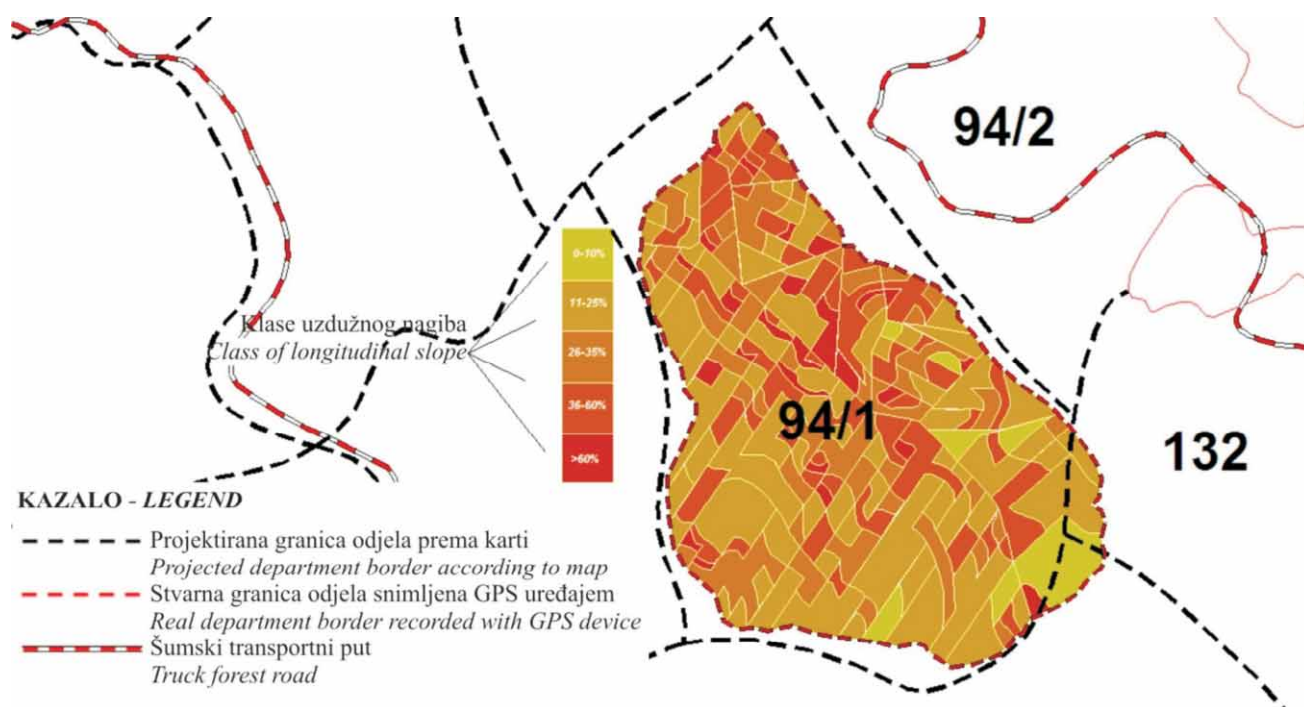 94/2
0-10%
11-25%
Klase uzdužnog nagiba
Class of longitudihal slope
26-35%
36-60%
>60%
94/1
132
KAZALO - LEGEND
Projektirana granica odjela prema karti
Projected department border according to map
Stvarna granica odjela snimljena GPS uređajem
Real department border recorded with GPS device
Šumski transportni put
Truck forest road